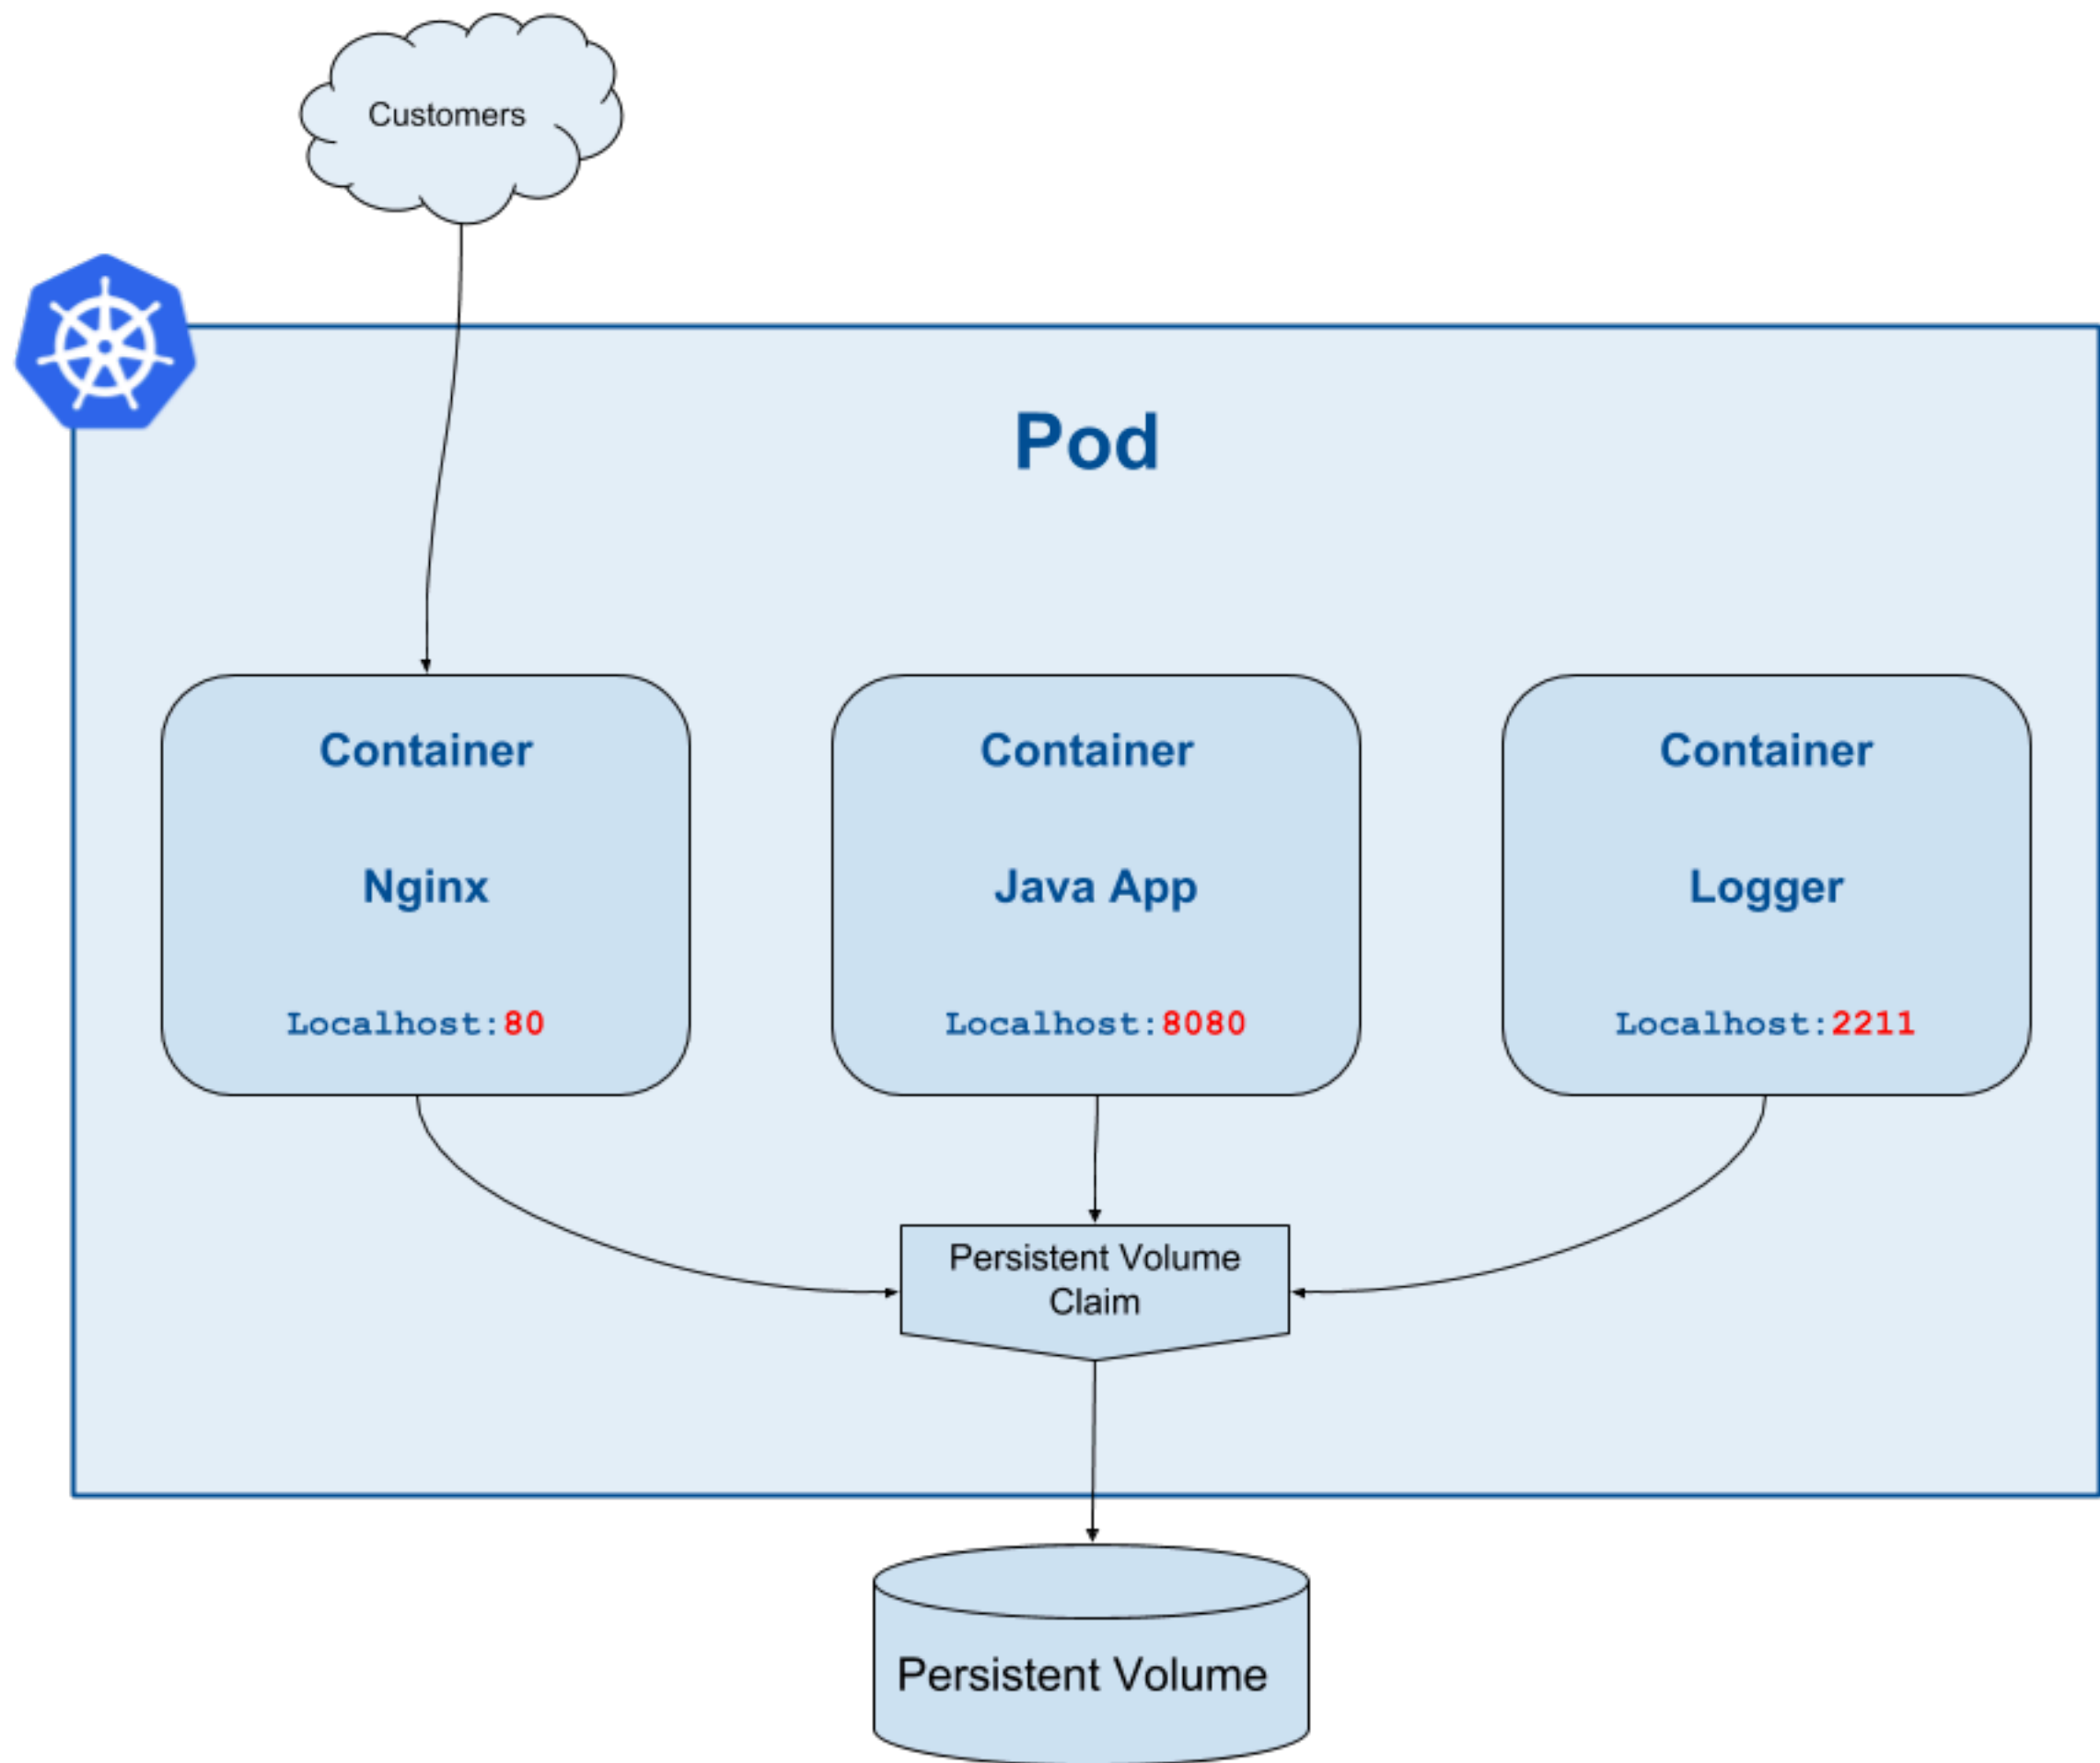 Customers
Pod
Container
Nginx
Localhost:80
Container
Java App
Localhost:8080
Container
Logger
Localhost:2211
Persistent Volume
Claim
Persistent Volume